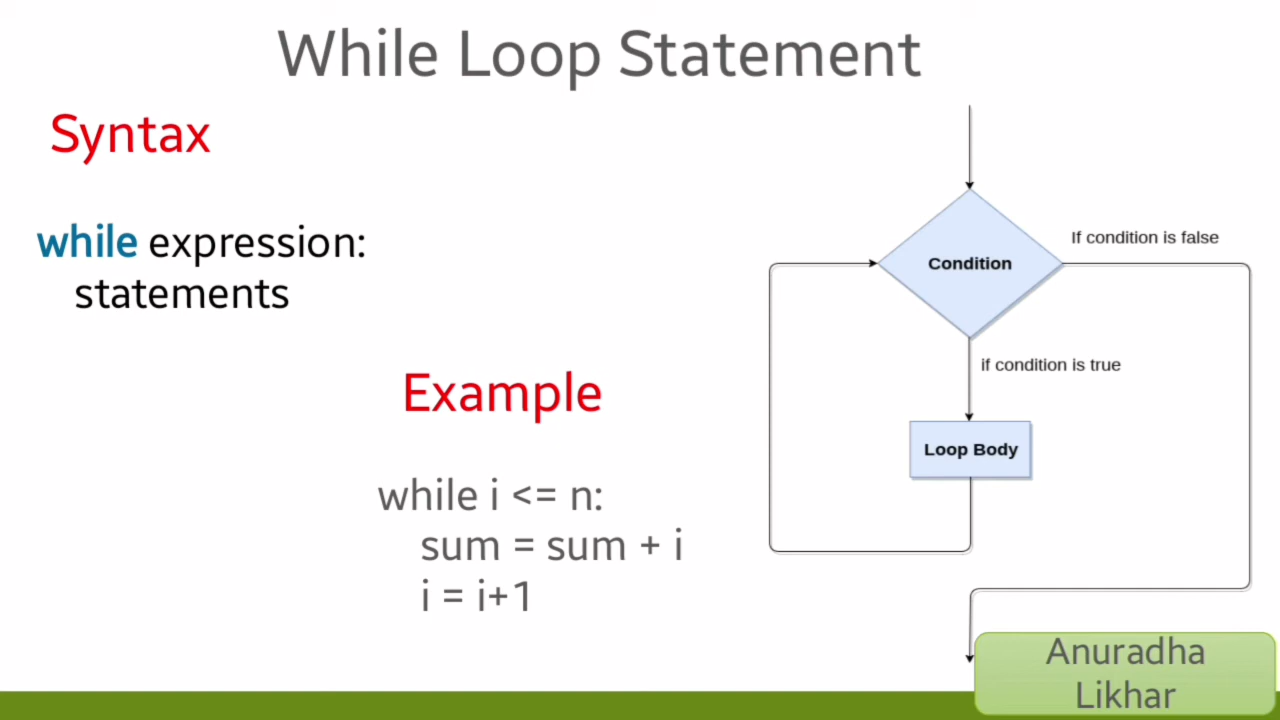 While Loop Statement
Syntax
while expression:
statements
Example
while i <= n:
sum = sum + i
i = i+1
If condition is false
Condition
if condition is true
Loop Body
Anuradha
Likhar